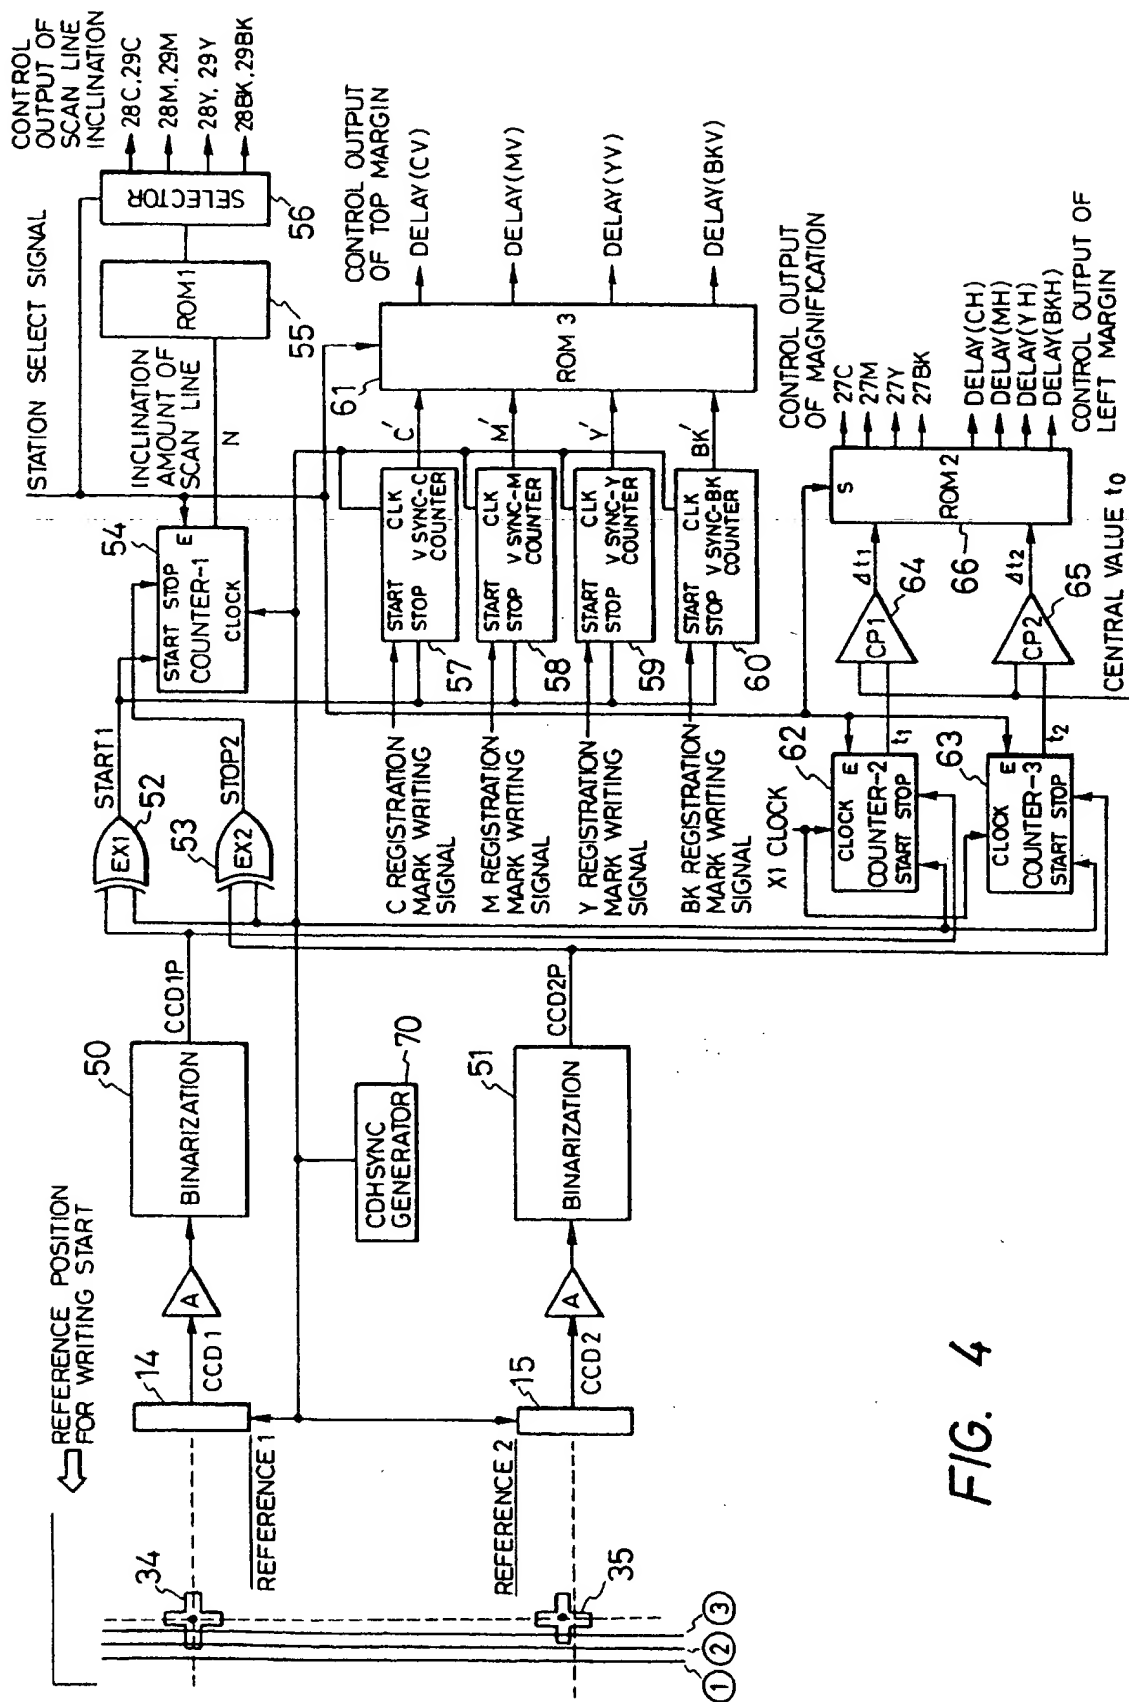 REFERENCE POSITION
FOR WRITING START
34
35
1
2
3
REFERENCE 1
REFERENCE 2
14
CCD1
A
15
CCD2
A
50
BINARIZATION
CCD1P
CDHSYNC
GENERATOR
70
51
BINARIZATION
CCD2P
EX1
52
START1
53
EX2
STOP2
STATION SELECT SIGNAL
54
START STOP
E
COUNTER-1
CLOCK
INCLINATION
AMOUNT OF
SCAN LINE
N
ROM 1
55
SELECTOR
56
CONTROL
OUTPUT OF
SCAN LINE
INCLINATION
28C, 29C
28M, 29M
28Y, 29Y
28BK, 29BK
C REGISTRATION
MARK WRITING
SIGNAL
START
STOP
CLK
V SYNC-C
COUNTER
57
C'
M REGISTRATION
MARK WRITING
SIGNAL
START
STOP
CLK
V SYNC-M
COUNTER
58
M'
Y REGISTRATION
MARK WRITING
SIGNAL
START
STOP
CLK
V SYNC-Y
COUNTER
59
Y'
BK REGISTRATION
MARK WRITING
SIGNAL
START
STOP
CLK
V SYNC-BK
COUNTER
60
BK'
61
ROM 3
CONTROL OUTPUT
OF TOP MARGIN
DELAY(CV)
DELAY(MV)
DELAY(YV)
DELAY(BKV)
X1 CLOCK
62
CLOCK
E
COUNTER-2
START STOP
t1
63
CLOCK
E
COUNTER-3
START STOP
t2
CP1
64
Δt1
CP2
65
Δt2
CENTRAL VALUE to
S
ROM 2
66
CONTROL OUTPUT
OF MAGNIFICATION
27C
27M
27Y
27BK
DELAY(CH)
DELAY(MH)
DELAY(YH)
DELAY(BKH)
CONTROL OUTPUT OF
LEFT MARGIN
FIG. 4